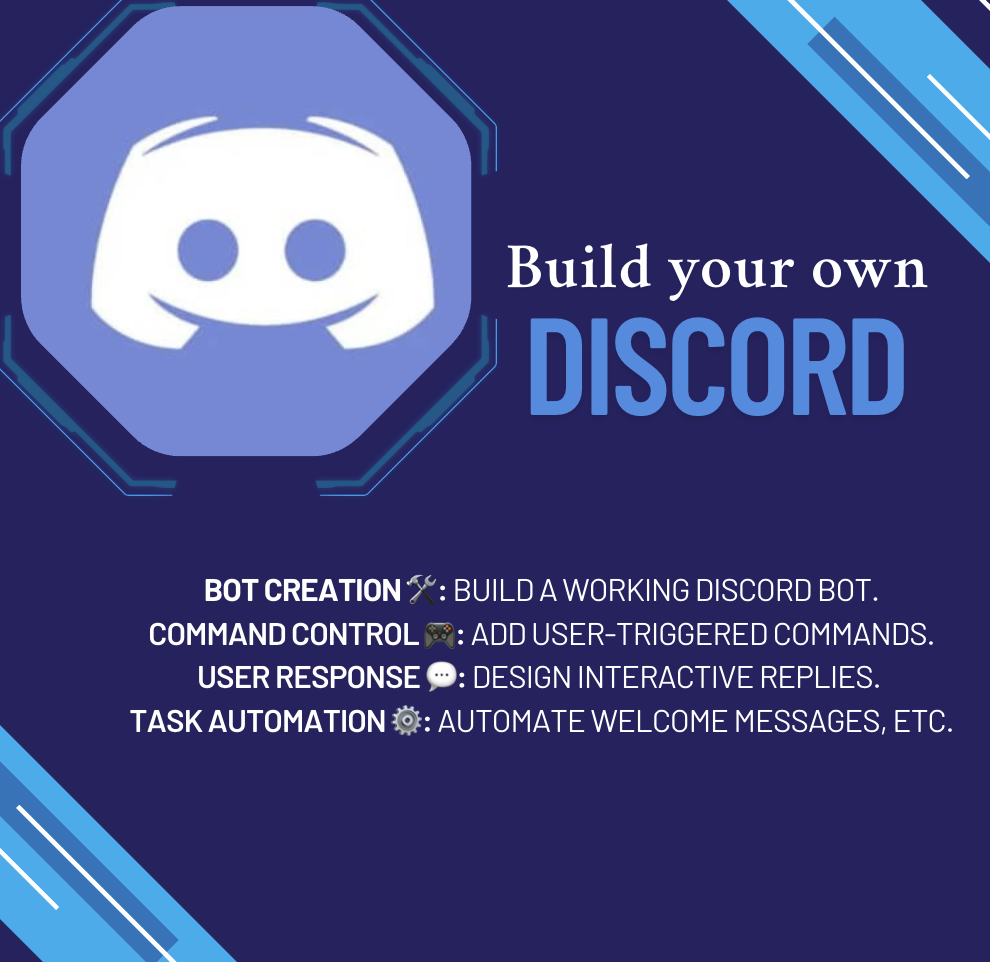 Build your own
DISCORD
BOT CREATION 🛠️: BUILD A WORKING DISCORD BOT.
COMMAND CONTROL 🎮: ADD USER-TRIGGERED COMMANDS.
USER RESPONSE 💬: DESIGN INTERACTIVE REPLIES.
TASK AUTOMATION ⚙️: AUTOMATE WELCOME MESSAGES, ETC.